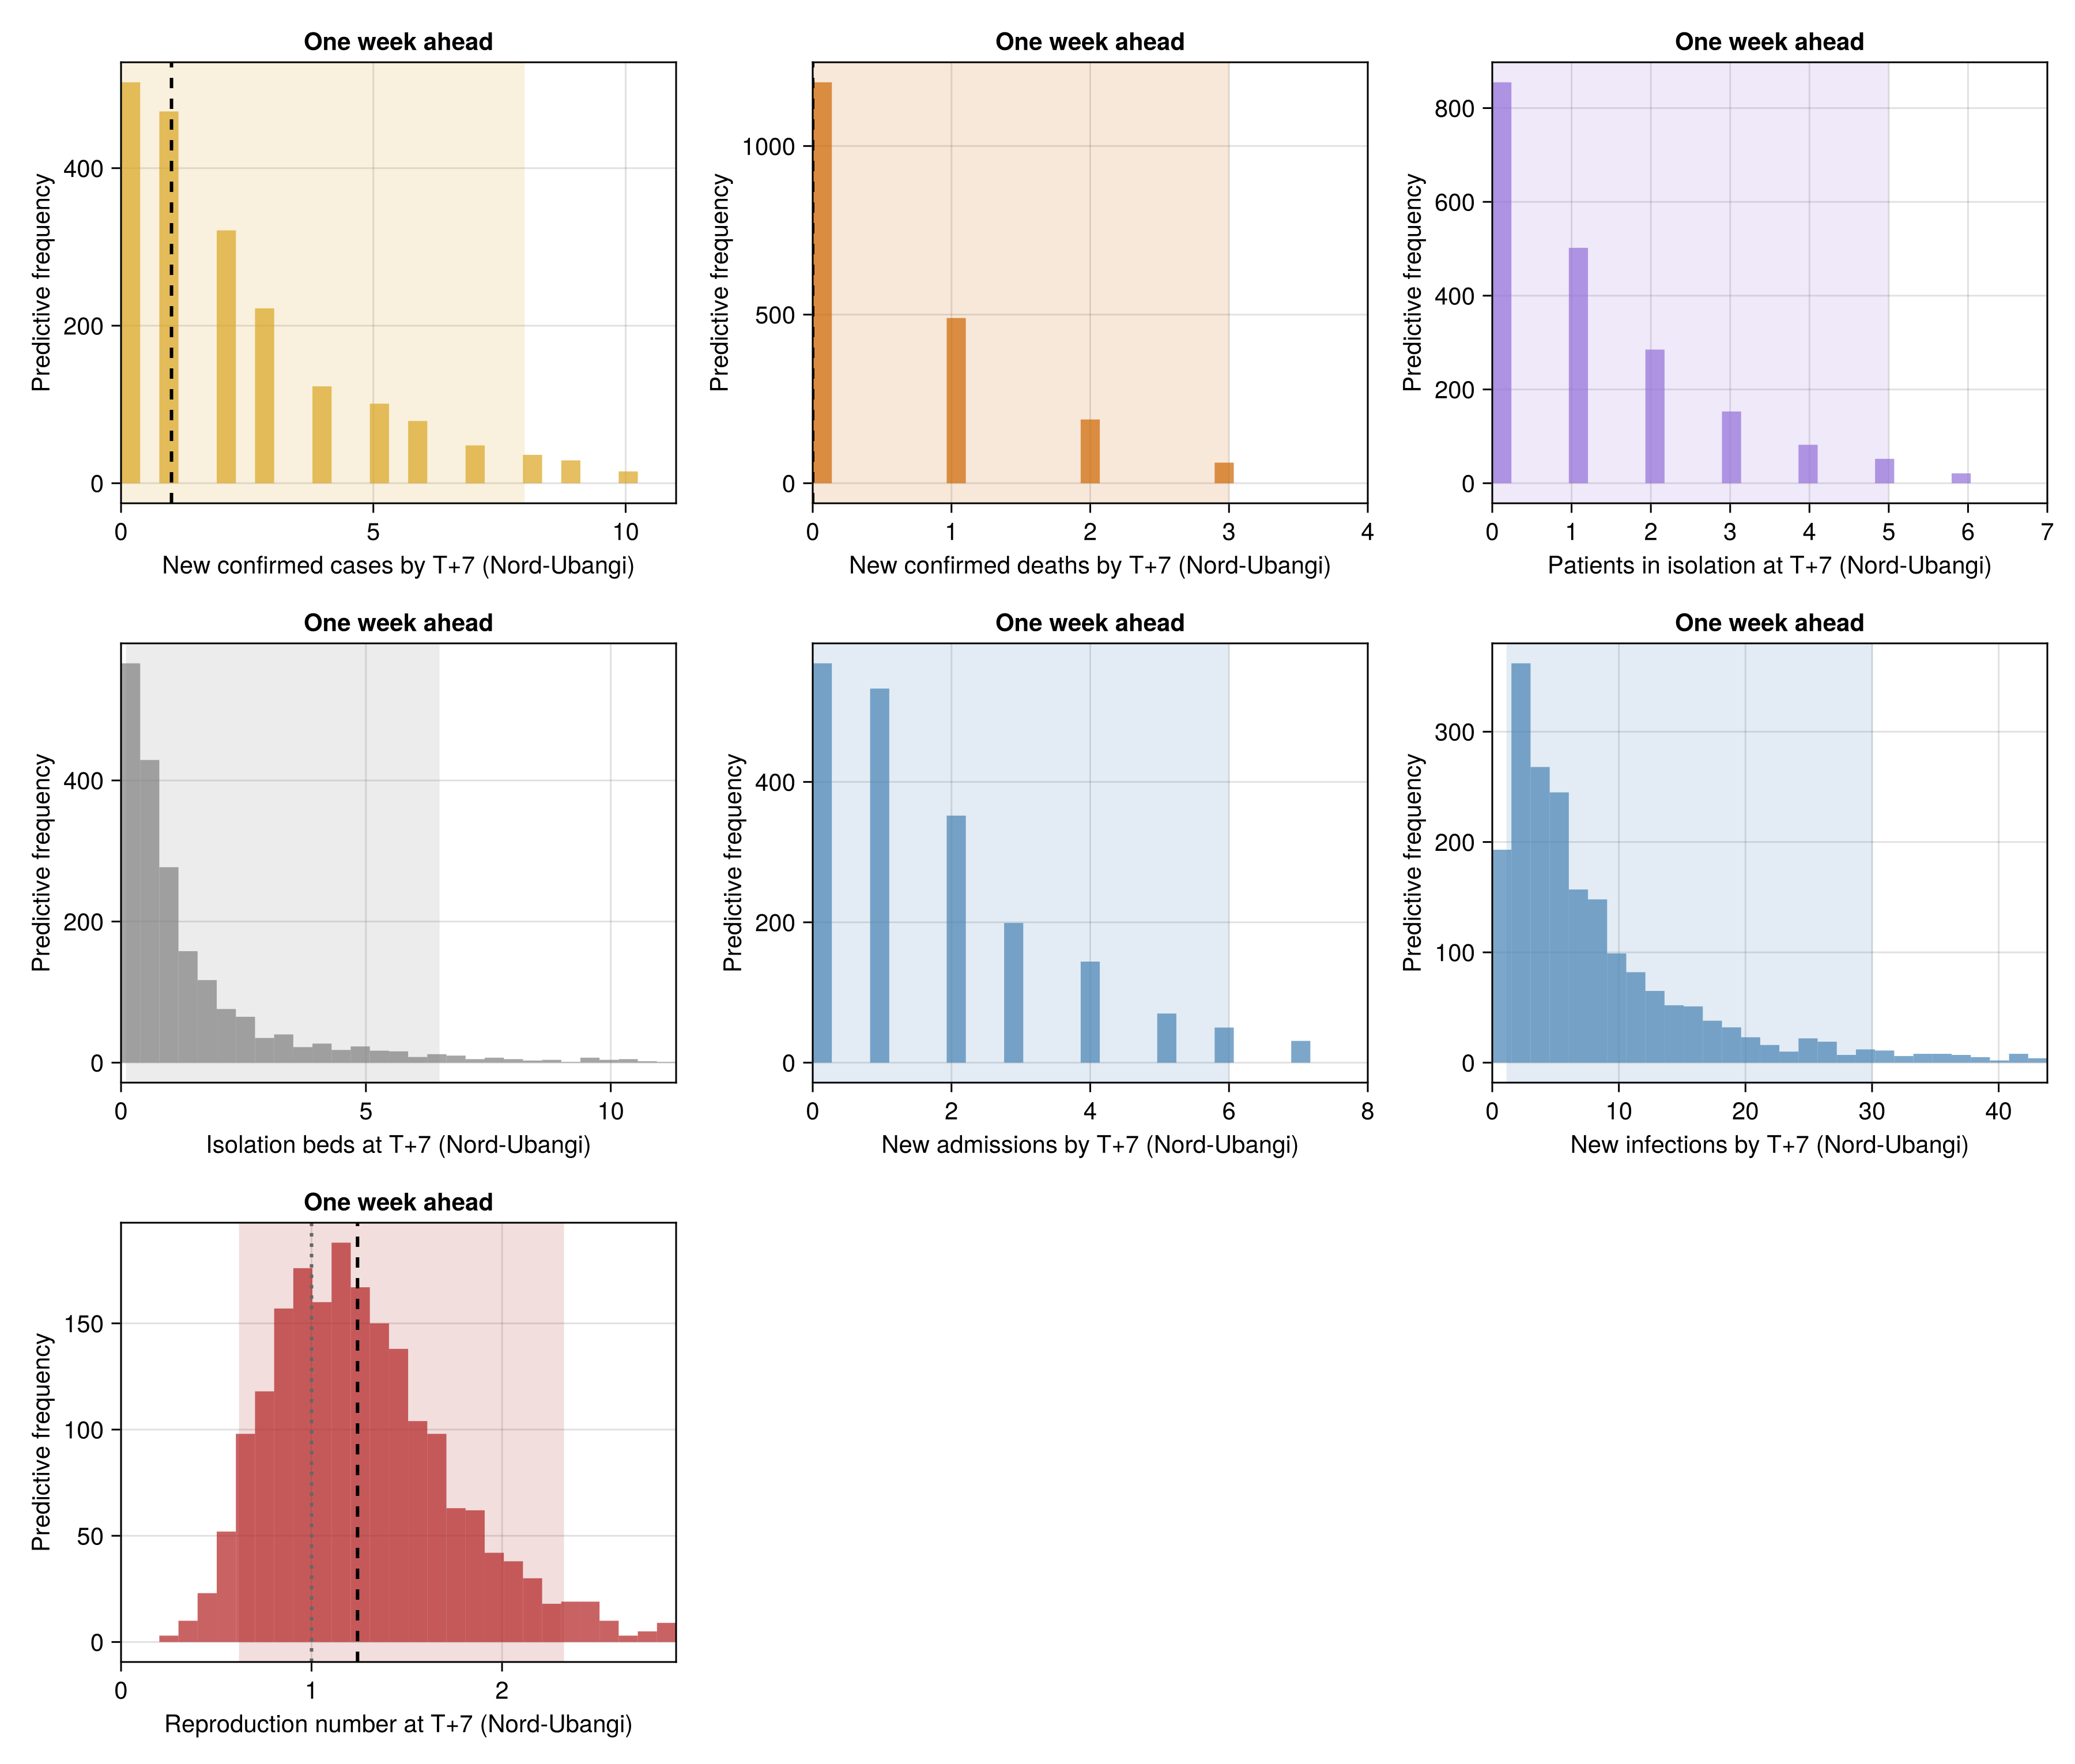 One week ahead
One week ahead
One week ahead
Predictive frequency
400
200
0
0 5 10
New confirmed cases by T+7 (Nord-Ubangi)
Predictive frequency
1000
500
0
0 1 2 3 4
New confirmed deaths by T+7 (Nord-Ubangi)
Predictive frequency
800
600
400
200
0
0 1 2 3 4 5 6 7
Patients in isolation at T+7 (Nord-Ubangi)
One week ahead
One week ahead
One week ahead
Predictive frequency
400
200
0
0 5 10
Isolation beds at T+7 (Nord-Ubangi)
Predictive frequency
400
200
0
0 2 4 6 8
New admissions by T+7 (Nord-Ubangi)
Predictive frequency
300
200
100
0
0 10 20 30 40
New infections by T+7 (Nord-Ubangi)
One week ahead
Predictive frequency
150
100
50
0
0 1 2
Reproduction number at T+7 (Nord-Ubangi)